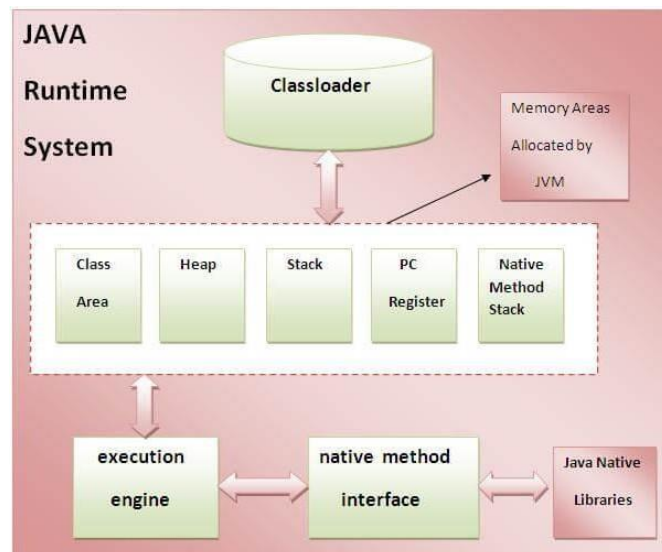 JAVA
Runtime
System
Classloader
Memory Areas
Allocated by
JVM
Class
Area
Heap
Stack
PC
Register
Native
Method
Stack
execution
engine
native method
interface
Java Native
Libraries